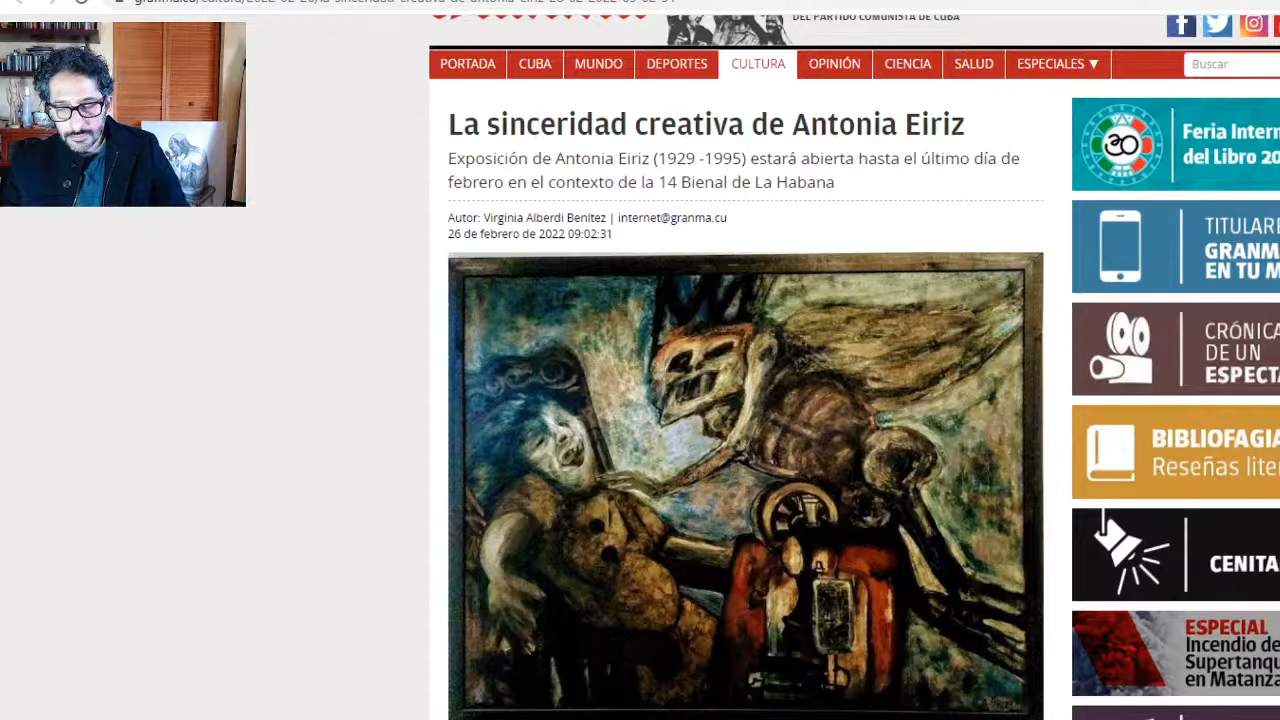 DEL PARTIDO COMUNISTA DE CUBA
PORTADA
CUBA
MUNDO
DEPORTES
CULTURA
OPINIÓN
CIENCIA
SALUD
ESPECIALES ▼
Buscar
La sinceridad creativa de Antonia Eiriz
Exposición de Antonia Eiriz (1929 -1995) estará abierta hasta el último día de
febrero en el contexto de la 14 Bienal de La Habana
Autor: Virginia Alberdi Benítez | internet@granma.cu
26 de febrero de 2022 09:02:31
30
Feria Intern
del Libro 20
TITULARE
GRANMA
EN TU M
CRÓNICA
DE UN
ESPECTA
BIBLIOFAGIA
Reseñas liter
CENITA
ESPECIAL
Incendio de
Supertanqu
en Matanza